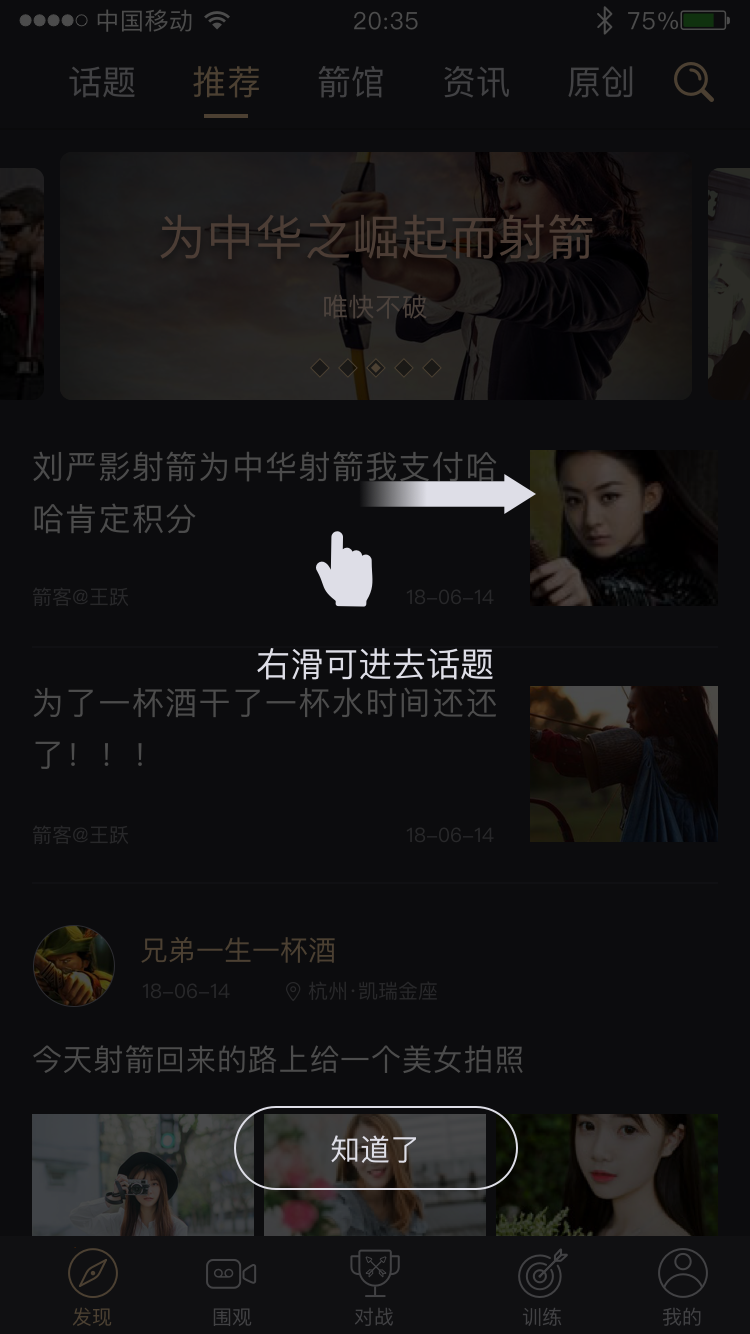 中国移动 20:35 75%
话题 推荐 箭馆 资讯 原创
为中华之崛起而射箭
唯快不破
刘严影射箭为中华射箭我支付哈
哈肯定积分
箭客@王跃 18-06-14
右滑可进去话题
为了一杯酒干了一杯水时间还还
了！！！
箭客@王跃 18-06-14
兄弟一生一杯酒
18-06-14 杭州·凯瑞金座
今天射箭回来的路上给一个美女拍照
知道了
发现 围观 对战 训练 我的